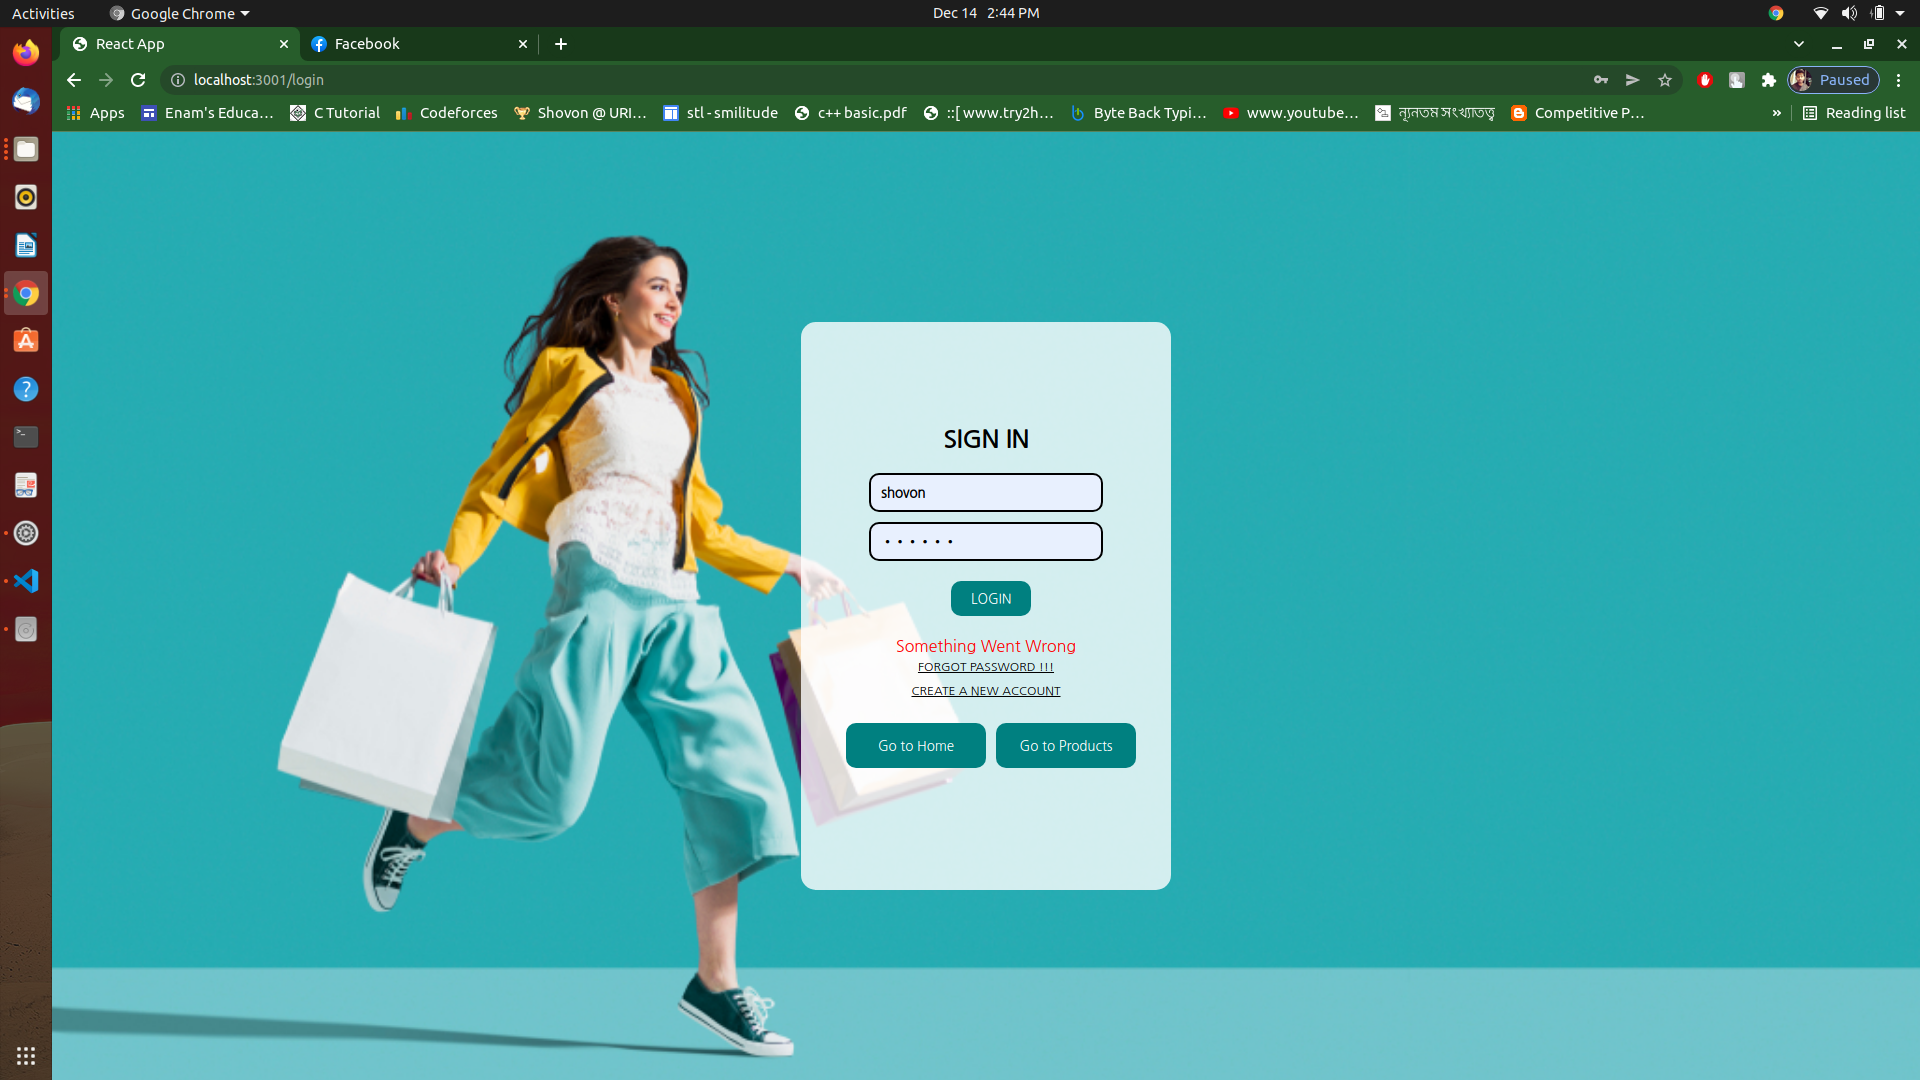 Activities Google Chrome Dec 14 2:44 PM
React App Facebook
localhost:3001/login Paused
Apps Enam's Educa... C Tutorial Codeforces Shovon @ URI... stl - smilitude c++ basic.pdf ::[ www.try2h... Byte Back Typi... www.youtube... ন্যূনতম সংখ্যাতত্ত্ব Competitive P... » Reading list
SIGN IN
shovon
LOGIN
Something Went Wrong
FORGOT PASSWORD !!!
CREATE A NEW ACCOUNT
Go to Home Go to Products